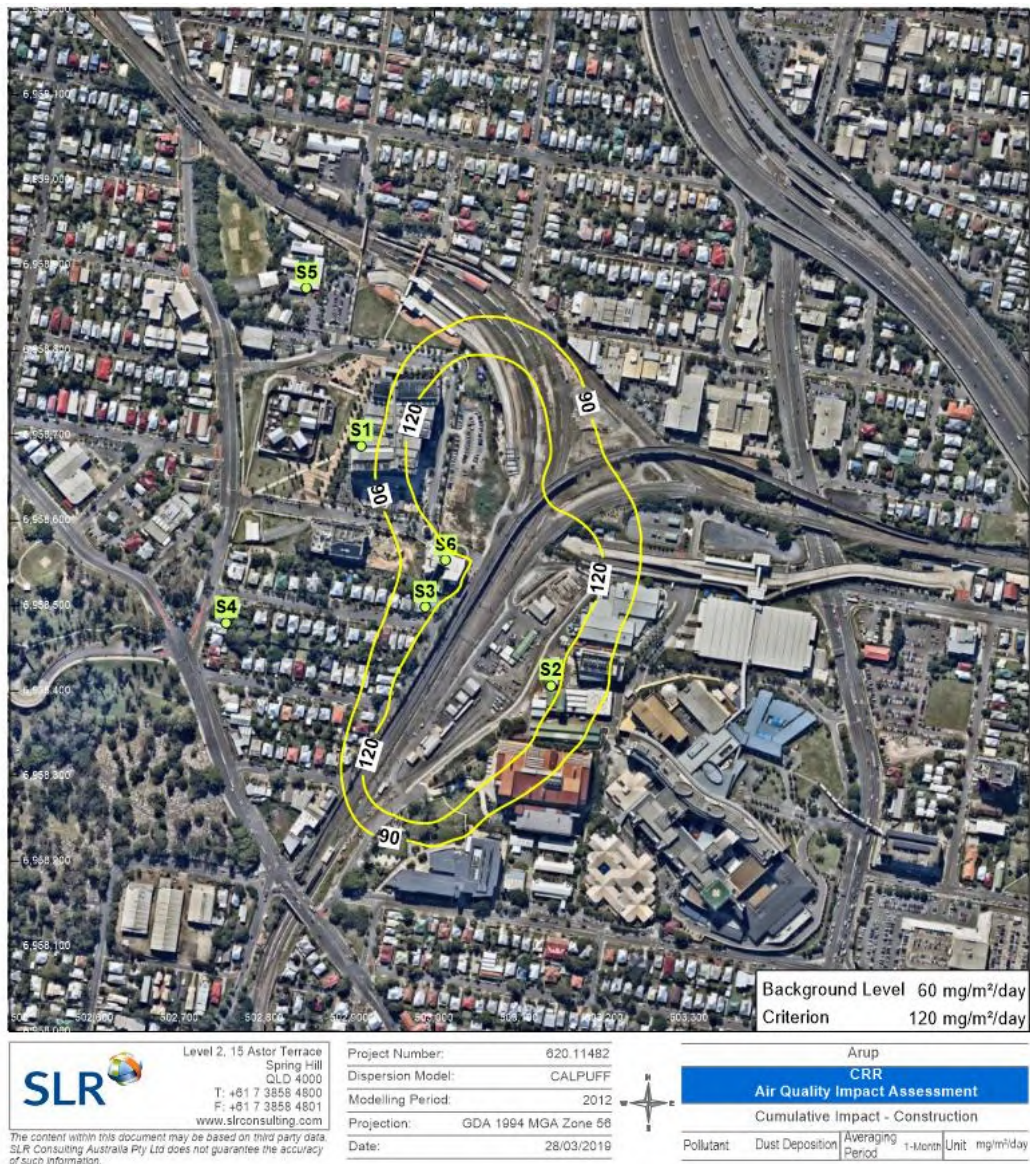 6,959,100
6,959,000
S5
S1
120
90
90
S6
120
S3
S4
S2
120
90
6,958,700
6,958,600
6,958,500
6,958,400
6,958,300
6,958,200
6,958,100
502,700
502,800
502,900
503,000
503,200
503,300
Background Level 60 mg/m²/day
Criterion 120 mg/m²/day
SLR
Level 2, 15 Astor Terrace
Spring Hill
QLD 4000
T: +61 7 3858 4800
F: +61 7 3858 4801
www.slrconsulting.com
The content within this document may be based on third party data.
SLR Consulting Australia Pty Ltd does not guarantee the accuracy
of such information.
Project Number: 620.11482
Dispersion Model: CALPUFF
Modelling Period: 2012
Projection: GDA 1994 MGA Zone 56
Date: 28/03/2019
N
W E
S
Arup
CRR
Air Quality Impact Assessment
Cumulative Impact - Construction
Pollutant Dust Deposition Averaging Period 1-Month Unit mg/m²/day